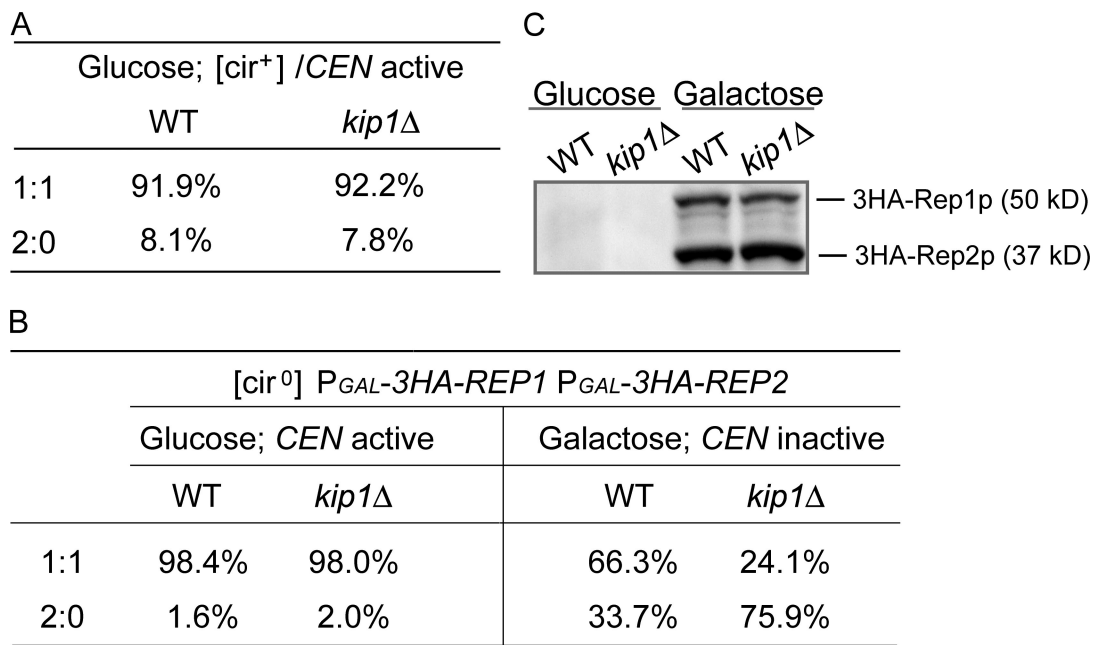 A
Glucose; [cir+] /CEN active
WT kip1Δ
1:1 91.9% 92.2%
2:0 8.1% 7.8%
C
Glucose Galactose
WT kip1Δ WT kip1Δ
3HA-Rep1p (50 kD)
3HA-Rep2p (37 kD)
B
[cir0] PGAL-3HA-REP1 PGAL-3HA-REP2
Glucose; CEN active Galactose; CEN inactive
WT kip1Δ WT kip1Δ
1:1 98.4% 98.0% 66.3% 24.1%
2:0 1.6% 2.0% 33.7% 75.9%